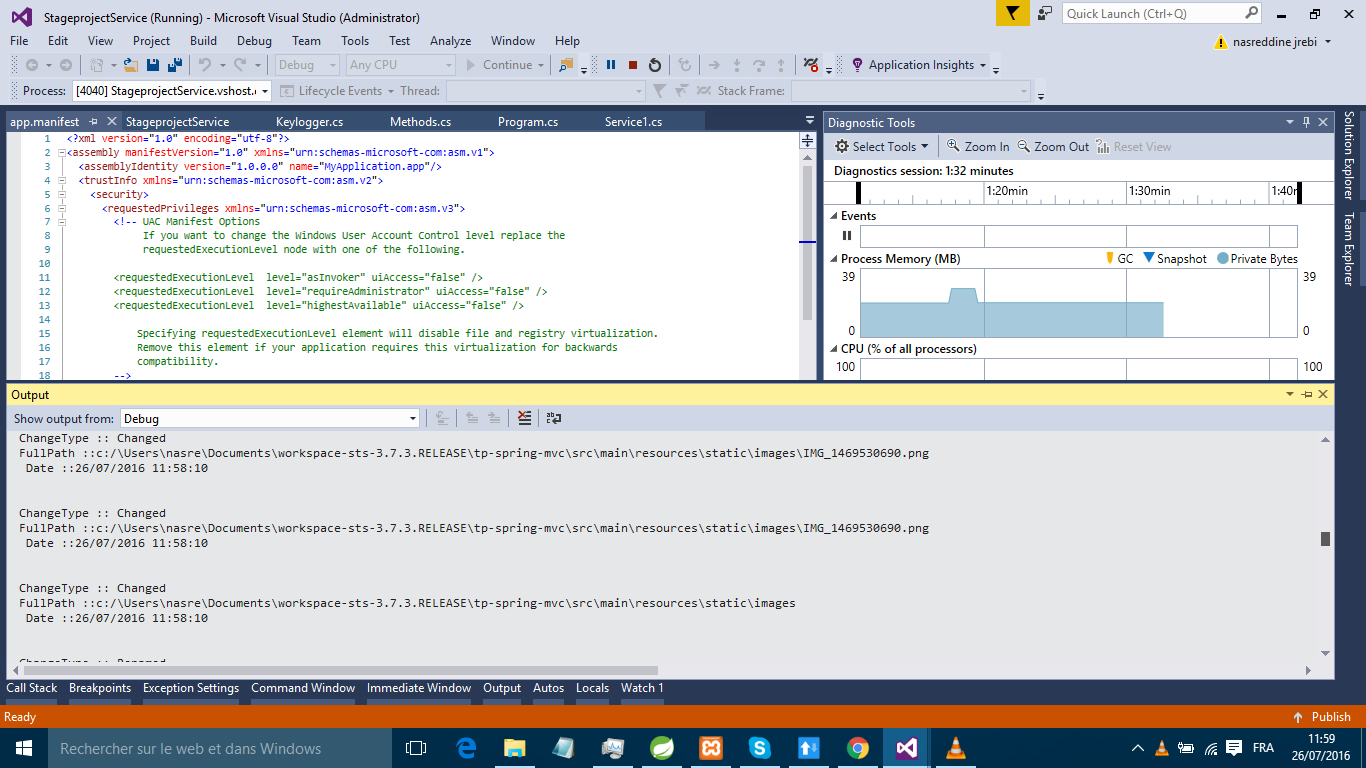 StageprojectService (Running) - Microsoft Visual Studio (Administrator)
Quick Launch (Ctrl+Q)
File Edit View Project Build Debug Team Tools Test Analyze Window Help
nasreddine jrebi
Debug Any CPU Continue Application Insights
Process: [4040] StageprojectService.vshost. Lifecycle Events Thread: Stack Frame:
app.manifest StageprojectService Keylogger.cs Methods.cs Program.cs Service1.cs
1 <?xml version="1.0" encoding="utf-8"?>
2 <assembly manifestVersion="1.0" xmlns="urn:schemas-microsoft-com:asm.v1">
3 <assemblyIdentity version="1.0.0.0" name="MyApplication.app"/>
4 <trustInfo xmlns="urn:schemas-microsoft-com:asm.v2">
5 <security>
6 <requestedPrivileges xmlns="urn:schemas-microsoft-com:asm.v3">
7 <!-- UAC Manifest Options
8 If you want to change the Windows User Account Control level replace the
9 requestedExecutionLevel node with one of the following.
10
11 <requestedExecutionLevel  level="asInvoker" uiAccess="false" />
12 <requestedExecutionLevel  level="requireAdministrator" uiAccess="false" />
13 <requestedExecutionLevel  level="highestAvailable" uiAccess="false" />
14
15 Specifying requestedExecutionLevel element will disable file and registry virtualization.
16 Remove this element if your application requires this virtualization for backwards
17 compatibility.
18 -->
Diagnostic Tools
Select Tools Zoom In Zoom Out Reset View
Diagnostics session: 1:32 minutes
1:20min 1:30min 1:40m
Events
Process Memory (MB) GC Snapshot Private Bytes
39 39
0 0
CPU (% of all processors)
100 100
Solution Explorer
Team Explorer
Output
Show output from: Debug
ChangeType :: Changed
FullPath ::c:/\Users\nasre\Documents\workspace-sts-3.7.3.RELEASE\tp-spring-mvc\src\main\resources\static\images\IMG_1469530690.png
Date ::26/07/2016 11:58:10
ChangeType :: Changed
FullPath ::c:/\Users\nasre\Documents\workspace-sts-3.7.3.RELEASE\tp-spring-mvc\src\main\resources\static\images\IMG_1469530690.png
Date ::26/07/2016 11:58:10
ChangeType :: Changed
FullPath ::c:/\Users\nasre\Documents\workspace-sts-3.7.3.RELEASE\tp-spring-mvc\src\main\resources\static\images
Date ::26/07/2016 11:58:10
ChangeType :: Renamed
Call Stack Breakpoints Exception Settings Command Window Immediate Window Output Autos Locals Watch 1
Ready
Publish
Rechercher sur le web et dans Windows
FRA
11:59
26/07/2016